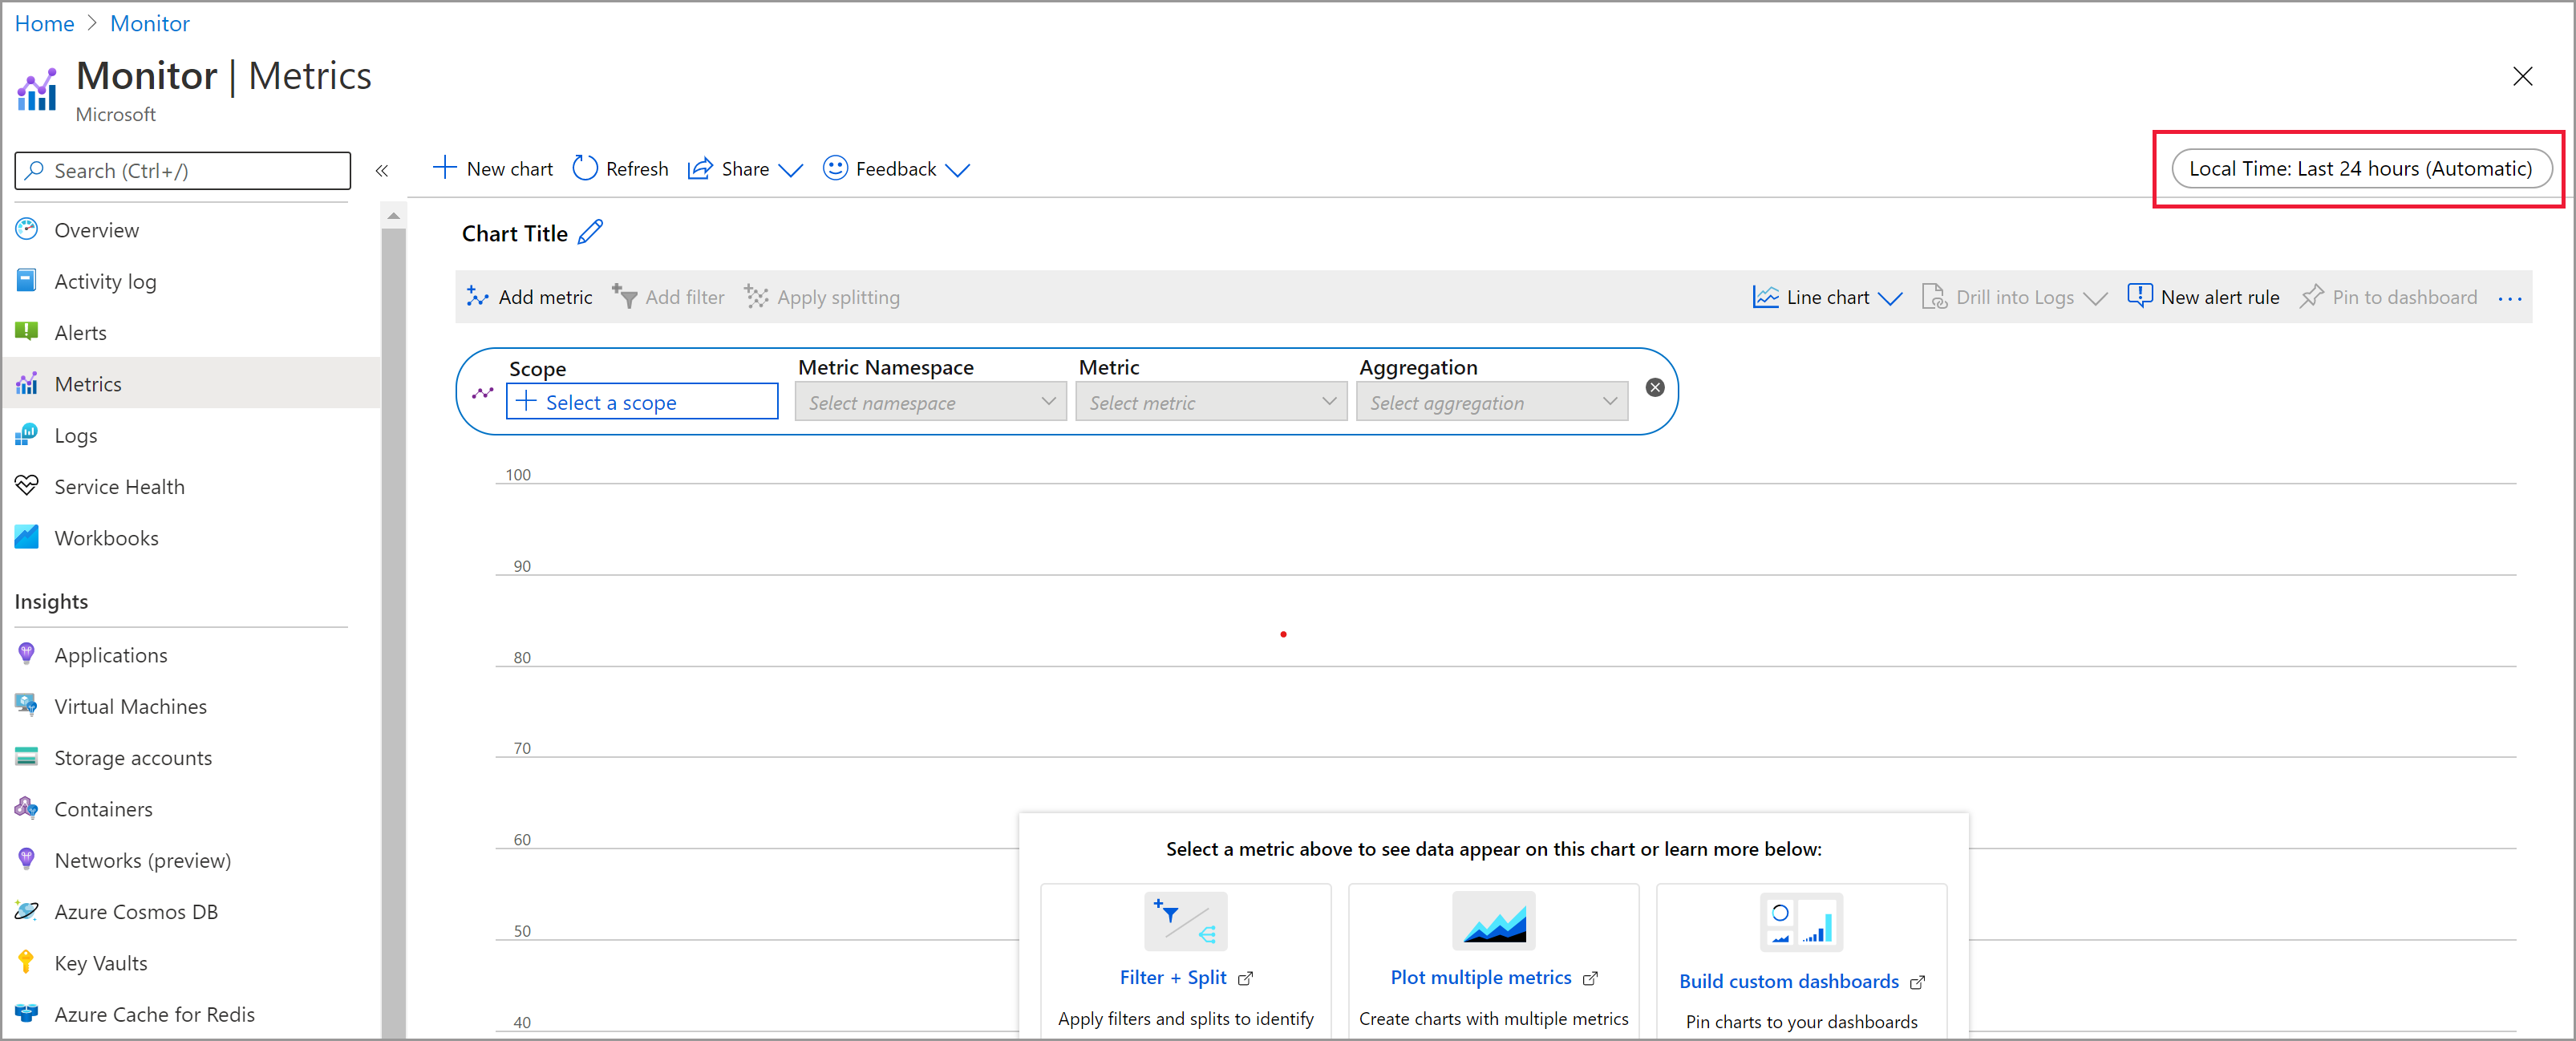 Home > Monitor
Monitor | Metrics
Microsoft
Search (Ctrl+/)
«
New chart
Refresh
Share
Feedback
Local Time: Last 24 hours (Automatic)
Overview
Activity log
Alerts
Metrics
Logs
Service Health
Workbooks
Insights
Applications
Virtual Machines
Storage accounts
Containers
Networks (preview)
Azure Cosmos DB
Key Vaults
Azure Cache for Redis
Chart Title
Add metric
Add filter
Apply splitting
Line chart
Drill into Logs
New alert rule
Pin to dashboard
...
Scope
Select a scope
Metric Namespace
Select namespace
Metric
Select metric
Aggregation
Select aggregation
100
90
80
70
60
50
40
Select a metric above to see data appear on this chart or learn more below:
Filter + Split
Apply filters and splits to identify
Plot multiple metrics
Create charts with multiple metrics
Build custom dashboards
Pin charts to your dashboards